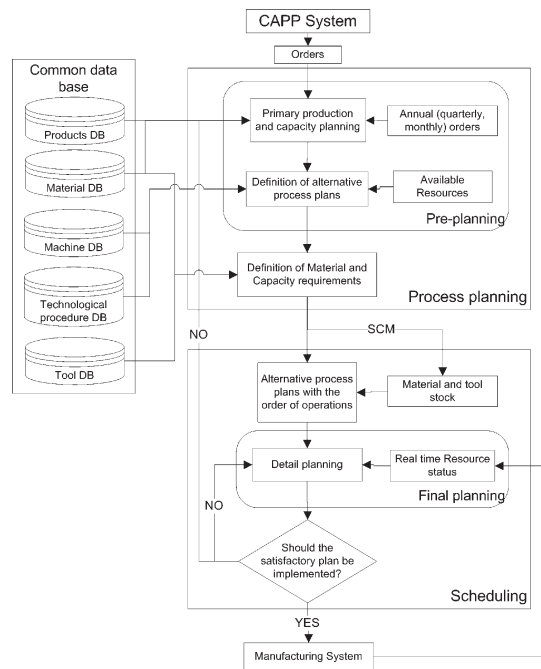 CAPP System
Orders
Common data
base
Products DB
Material DB
Machine DB
Technological
procedure DB
Tool DB
Primary production
and capacity planning
Annual (quarterly,
monthly) orders
Definition of alternative
process plans
Available
Resources
Pre-planning
Definition of Material and
Capacity requirements
Process planning
NO
SCM
Alternative process
plans with the
order of operations
Material and tool
stock
Detail planning
Real time Resource
status
Final planning
NO
Should the
satisfactory plan be
implemented?
Scheduling
YES
Manufacturing System